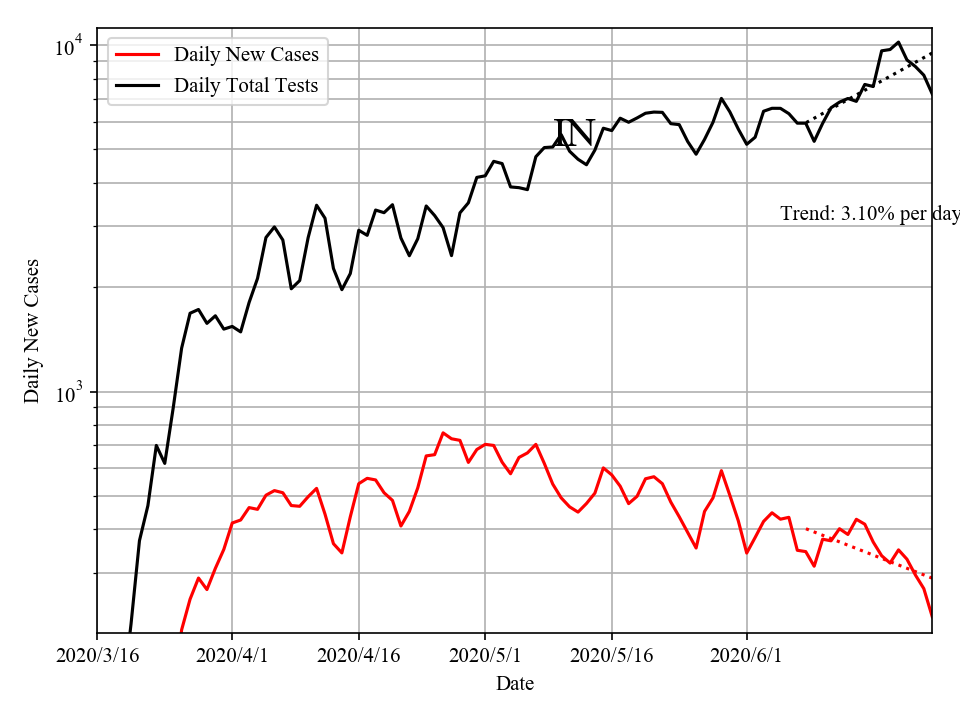 Daily New Cases
Daily Total Tests
IN
Trend: 3.10% per day
Daily New Cases
10^4
10^3
2020/3/16
2020/4/1
2020/4/16
2020/5/1
2020/5/16
2020/6/1
Date